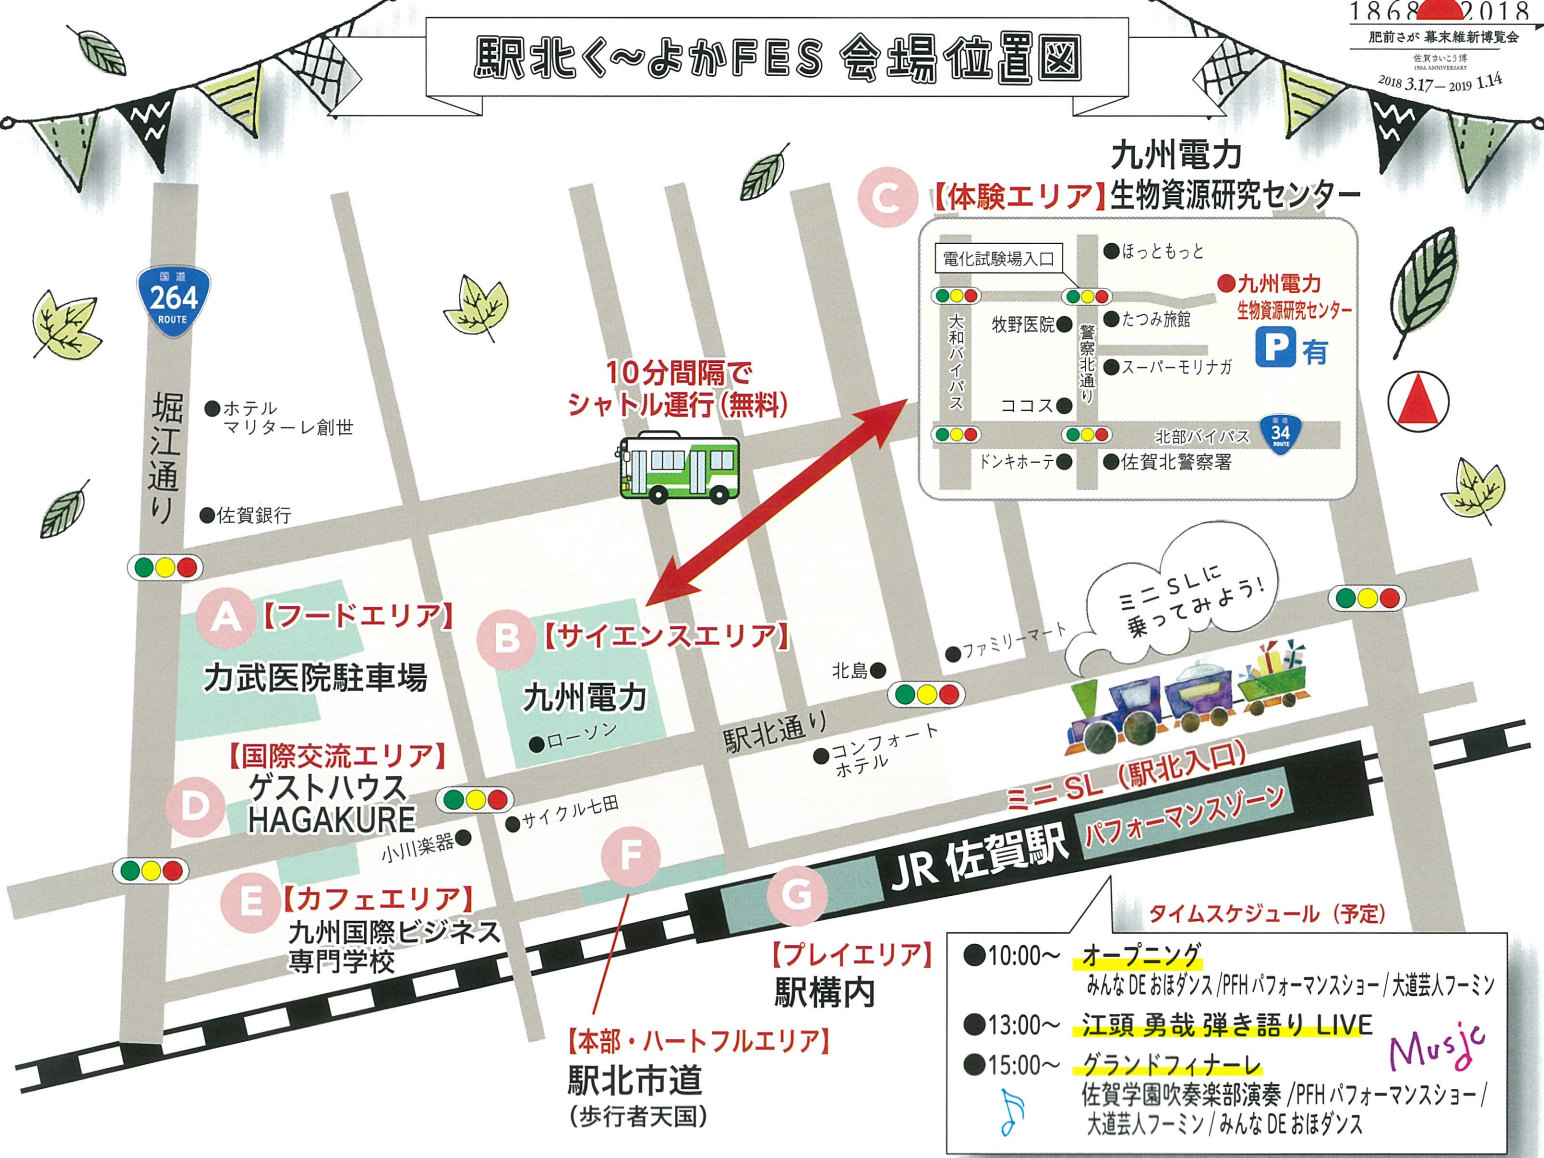 駅北く～よかFES 会場位置図
1868 2018
肥前さが 幕末維新博覧会
佐賀さいこう博
150th ANNIVERSARY
2018 3.17－2019 1.14
C
【体験エリア】
九州電力
生物資源研究センター
電化試験場入口
ほっともっと
九州電力
生物資源研究センター
P 有
牧野医院
たつみ旅館
大和バイパス
警察北通り
スーパーモリナガ
ココス
北部バイパス
国道
34
ROUTE
ドンキホーテ
佐賀北警察署
国道
264
ROUTE
堀江通り
ホテル
マリターレ創世
佐賀銀行
10分間隔で
シャトル運行（無料）
A
【フードエリア】
力武医院駐車場
B
【サイエンスエリア】
九州電力
ローソン
ミニSLに
乗ってみよう!
ファミリーマート
北島
駅北通り
コンフォート
ホテル
ミニSL（駅北入口）
パフォーマンスゾーン
JR 佐賀駅
D
【国際交流エリア】
ゲストハウス
HAGAKURE
サイクル七田
小川楽器
E
【カフェエリア】
九州国際ビジネス
専門学校
F
【本部・ハートフルエリア】
駅北市道
（歩行者天国）
G
【プレイエリア】
駅構内
タイムスケジュール（予定）
●10:00～ オープニング
みんな DE おほダンス /PFH パフォーマンスショー / 大道芸人フーミン
●13:00～ 江頭 勇哉 弾き語り LIVE
Music
●15:00～ グランドフィナーレ
佐賀学園吹奏楽部演奏 /PFH パフォーマンスショー /
大道芸人フーミン / みんな DE おほダンス